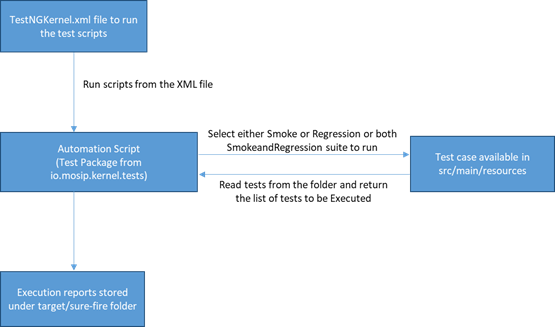 TestNGKernel.xml file to run
the test scripts
Run scripts from the XML file
Automation Script
(Test Package from
io.mosip.kernel.tests)
Select either Smoke or Regression or both
SmokeandRegression suite to run
Read tests from the folder and return
the list of tests to be Executed
Test case available in
src/main/resources
Execution reports stored
under target/sure-fire folder